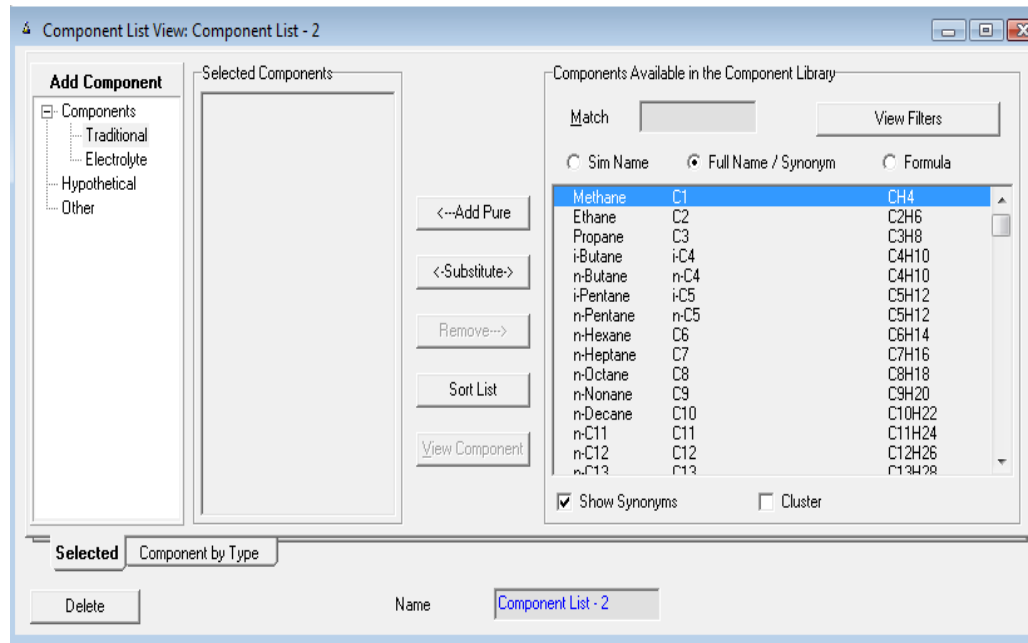 Component List View: Component List - 2
Add Component
Components
Traditional
Electrolyte
Hypothetical
Other
Selected Components
<---Add Pure
<-Substitute->
Remove--->
Sort List
View Component
Components Available in the Component Library
Match
View Filters
Sim Name Full Name / Synonym Formula
Methane C1 CH4
Ethane C2 C2H6
Propane C3 C3H8
i-Butane i-C4 C4H10
n-Butane n-C4 C4H10
i-Pentane i-C5 C5H12
n-Pentane n-C5 C5H12
n-Hexane C6 C6H14
n-Heptane C7 C7H16
n-Octane C8 C8H18
n-Nonane C9 C9H20
n-Decane C10 C10H22
n-C11 C11 C11H24
n-C12 C12 C12H26
n-C13 C13 C13H28
Show Synonyms Cluster
Selected Component by Type
Delete Name Component List - 2